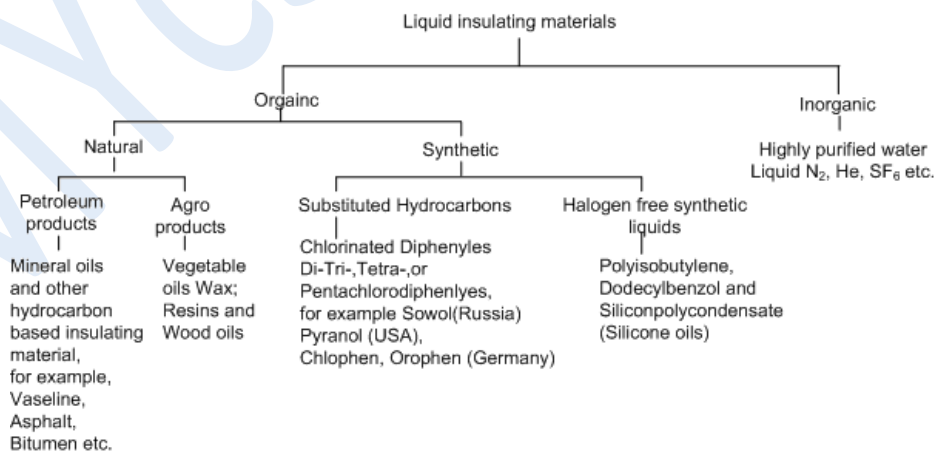 Liquid insulating materials
Orgainc
Inorganic
Natural
Synthetic
Highly purified water
Liquid N₂, He, SF₆ etc.
Petroleum
products
Agro
products
Substituted Hydrocarbons
Halogen free synthetic
liquids
Mineral oils
and other
hydrocarbon
based insulating
material,
for example,
Vaseline,
Asphalt,
Bitumen etc.
Vegetable
oils Wax;
Resins and
Wood oils
Chlorinated Diphenyles
Di-Tri-,Tetra-,or
Pentachlorodiphenlyes,
for example Sowol(Russia)
Pyranol (USA),
Chlophen, Orophen (Germany)
Polyisobutylene,
Dodecylbenzol and
Siliconpolycondensate
(Silicone oils)